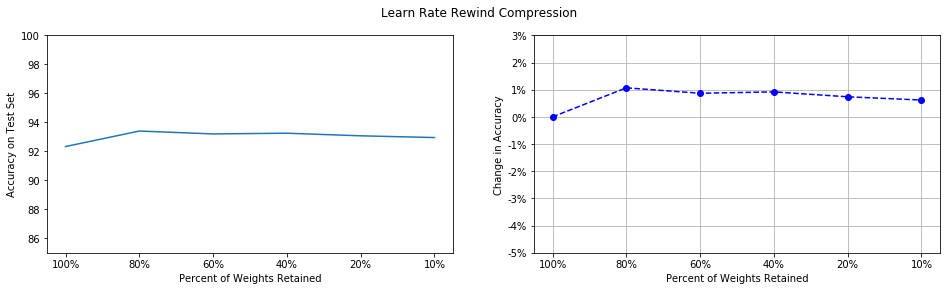 Learn Rate Rewind Compression
Accuracy on Test Set
100
98
96
94
92
90
88
86
100% 80% 60% 40% 20% 10%
Percent of Weights Retained
Change in Accuracy
3%
2%
1%
0%
-1%
-2%
-3%
-4%
-5%
100% 80% 60% 40% 20% 10%
Percent of Weights Retained